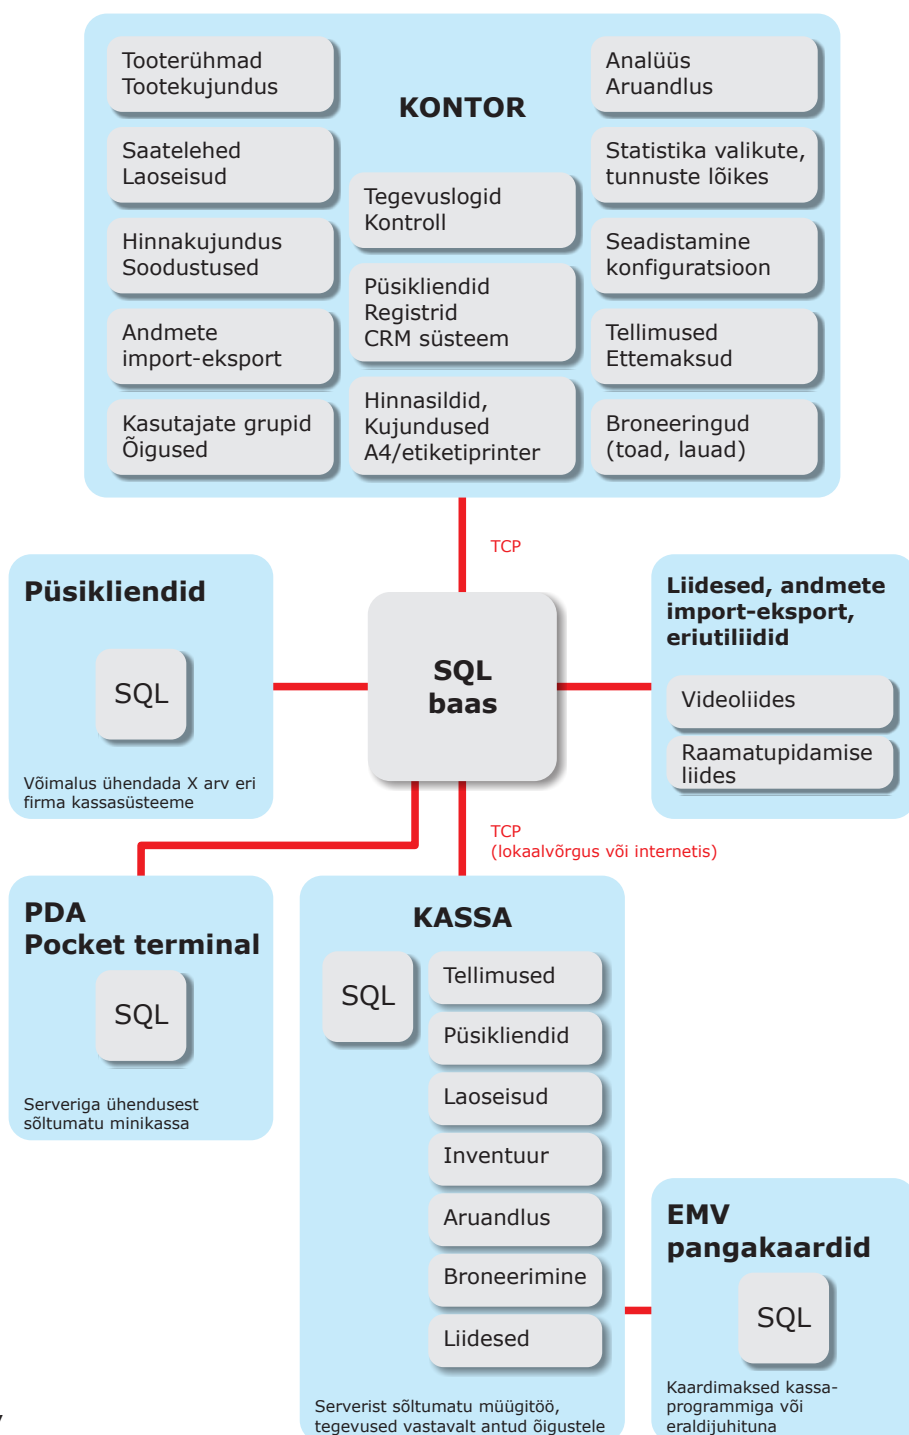 KONTOR
Tooterühmad
Tootekujundus
Saatelehed
Laoseisud
Hinnakujundus
Soodustused
Andmete
import-eksport
Kasutajate grupid
Õigused
Tegevuslogid
Kontroll
Püsikliendid
Registrid
CRM süsteem
Hinnasildid,
Kujundused
A4/etiketiprinter
Analüüs
Aruandlus
Statistika valikute,
tunnuste lõikes
Seadistamine
konfiguratsioon
Tellimused
Ettemaksud
Broneeringud
(toad, lauad)
TCP
Püsikliendid
SQL
Võimalus ühendada X arv eri
firma kassasüsteeme
SQL
baas
Liidesed, andmete
import-eksport,
eriutiliidid
Videoliides
Raamatupidamise
liides
TCP
(lokaalvõrgus või internetis)
PDA
Pocket terminal
SQL
Serveriga ühendusest
sõltumatu minikassa
KASSA
SQL
Tellimused
Püsikliendid
Laoseisud
Inventuur
Aruandlus
Broneerimine
Liidesed
Serverist sõltumatu müügitöö,
tegevused vastavalt antud õigustele
EMV
pangakaardid
SQL
Kaardimaksed kassa-
programmiga või
eraldijuhituna